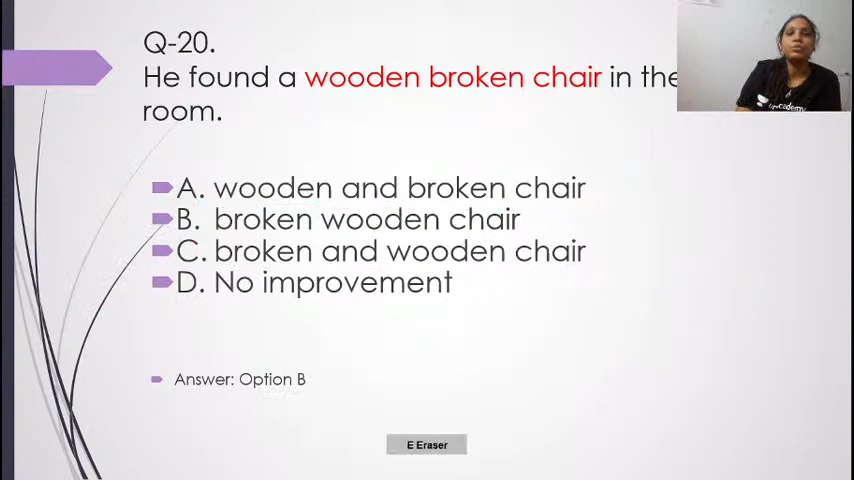 Q-20.
He found a wooden broken chair in the
room.
A. wooden and broken chair
B. broken wooden chair
C. broken and wooden chair
D. No improvement
Answer: Option B
E Eraser